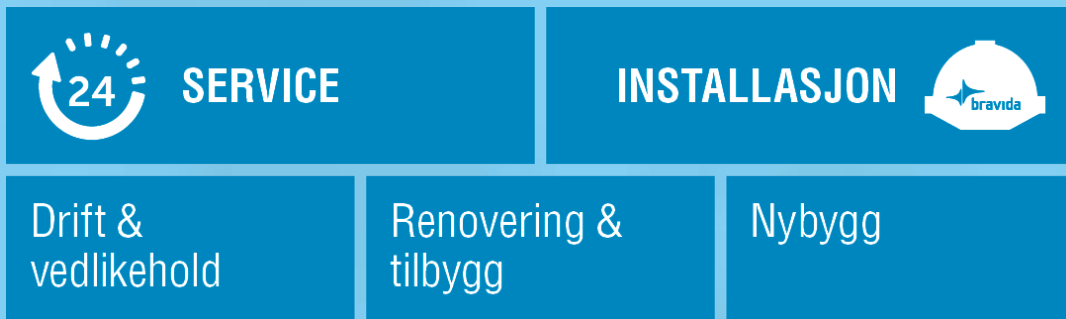 24
SERVICE
INSTALLASJON
bravida
Drift &
vedlikehold
Renovering &
tilbygg
Nybygg